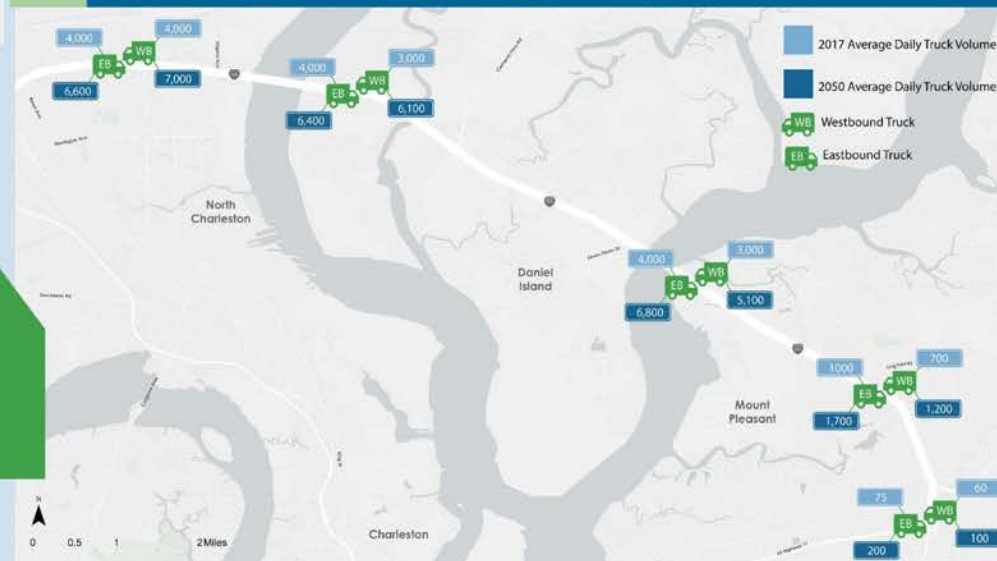 4,000
4,000
EB
WB
6,600
7,000
4,000
3,000
EB
WB
6,400
6,100
2017 Average Daily Truck Volume
2050 Average Daily Truck Volume
WB Westbound Truck
EB Eastbound Truck
North
Charleston
Daniel
Island
4,000
3,000
EB
WB
6,800
5,100
1000
700
EB
WB
1,700
1,200
Mount
Pleasant
75
60
EB
WB
200
100
Charleston
N
0 0.5 1 2 Miles